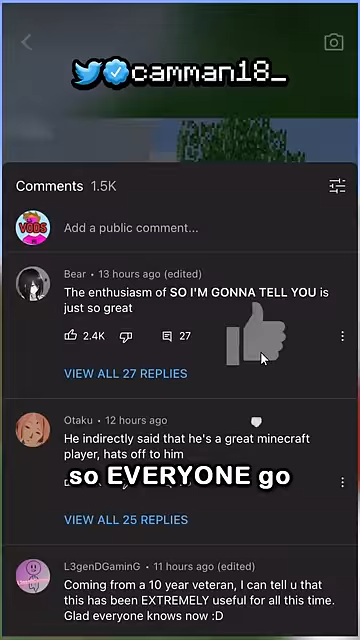 camman18_
Comments 1.5K
VODS
Add a public comment...
Bear • 13 hours ago (edited)
The enthusiasm of SO I'M GONNA TELL YOU is
just so great
2.4K 27
VIEW ALL 27 REPLIES
Otaku • 12 hours ago
He indirectly said that he's a great minecraft
player, hats off to him
so EVERYONE go
VIEW ALL 25 REPLIES
L3genDGaminG • 11 hours ago (edited)
Coming from a 10 year veteran, I can tell u that
this has been EXTREMELY useful for all this time.
Glad everyone knows now :D